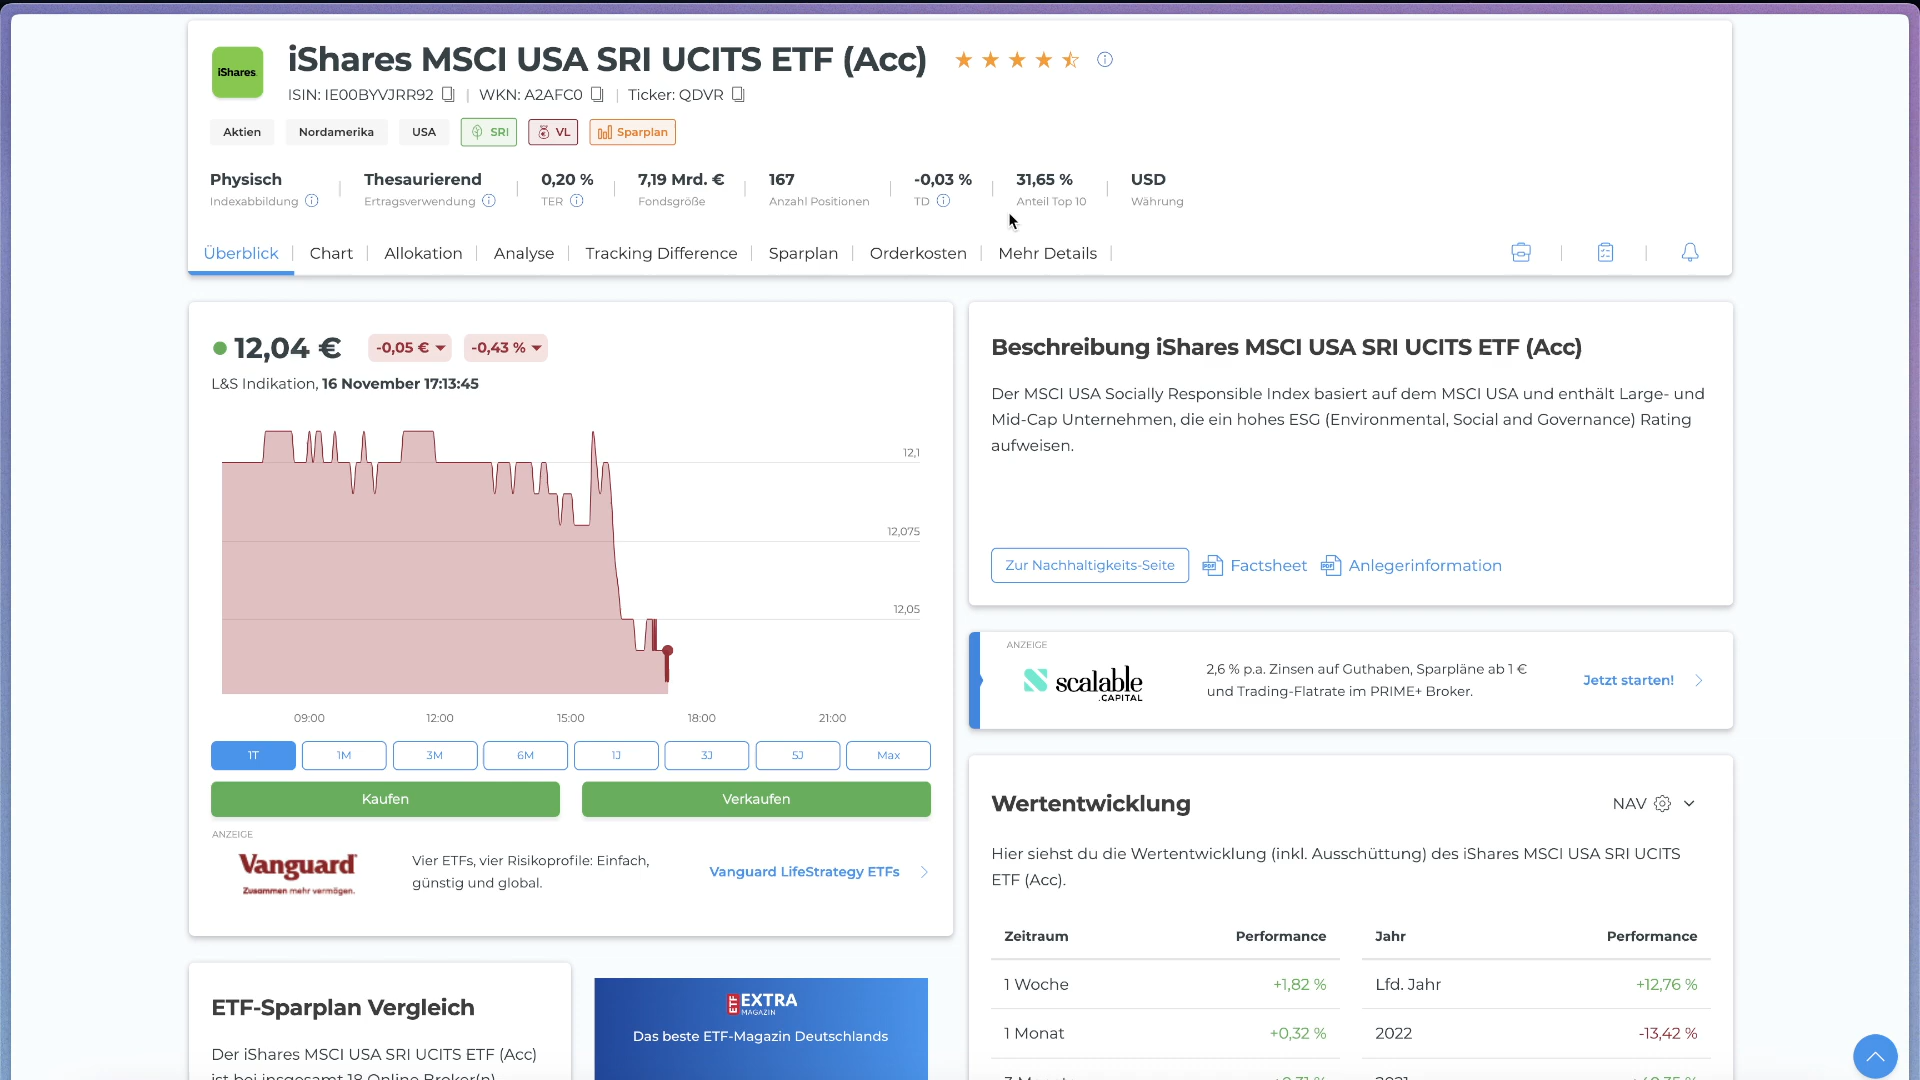 iShares
iShares MSCI USA SRI UCITS ETF (Acc)
ISIN: IE00BYVJRR92 | WKN: A2AFC0 | Ticker: QDVR
Aktien Nordamerika USA SRI VL Sparplan
Physisch Thesaurierend 0,20 % 7,19 Mrd. € 167 -0,03 % 31,65 % USD
Indexabbildung Ertragsverwendung TER Fondsgröße Anzahl Positionen TD Anteil Top 10 Währung
Überblick Chart Allokation Analyse Tracking Difference Sparplan Orderkosten Mehr Details
12,04 € -0,05 € -0,43 %
L&S Indikation, 16 November 17:13:45
12,1
12,075
12,05
09:00 12:00 15:00 18:00 21:00
1T 1M 3M 6M 1J 3J 5J Max
Kaufen Verkaufen
ANZEIGE
Vanguard
Zusammen mehr vermögen.
Vier ETFs, vier Risikoprofile: Einfach,
günstig und global.
Vanguard LifeStrategy ETFs
ETF-Sparplan Vergleich
Der iShares MSCI USA SRI UCITS ETF (Acc)
ist bei insgesamt 18 Online Broker(n)
ETF EXTRA
MAGAZIN
Das beste ETF-Magazin Deutschlands
Beschreibung iShares MSCI USA SRI UCITS ETF (Acc)
Der MSCI USA Socially Responsible Index basiert auf dem MSCI USA und enthält Large- und
Mid-Cap Unternehmen, die ein hohes ESG (Environmental, Social and Governance) Rating
aufweisen.
Zur Nachhaltigkeits-Seite PDF Factsheet PDF Anlegerinformation
ANZEIGE
scalable
.CAPITAL
2,6 % p.a. Zinsen auf Guthaben, Sparpläne ab 1 €
und Trading-Flatrate im PRIME+ Broker.
Jetzt starten!
Wertentwicklung
NAV
Hier siehst du die Wertentwicklung (inkl. Ausschüttung) des iShares MSCI USA SRI UCITS
ETF (Acc).
Zeitraum Performance Jahr Performance
1 Woche +1,82 % Lfd. Jahr +12,76 %
1 Monat +0,32 % 2022 -13,42 %